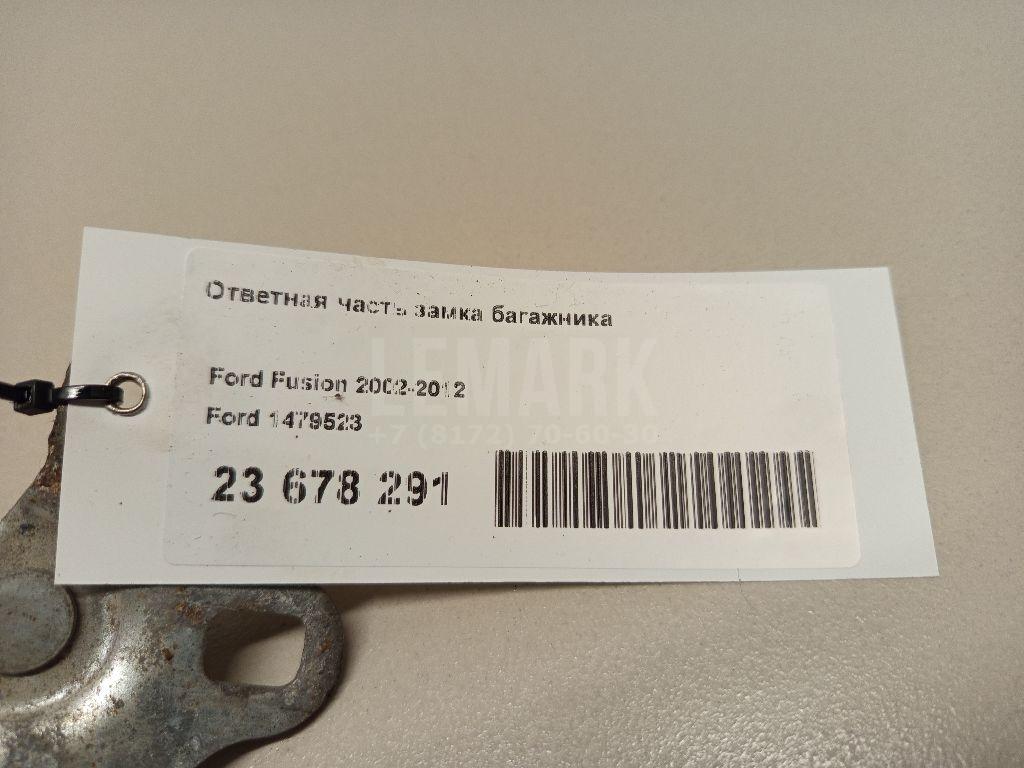 Ответная часть замка багажника
Ford Fusion 2002-2012
Ford 1479523
23 678 291
LEMARK
+7 (8172) 70-60-30